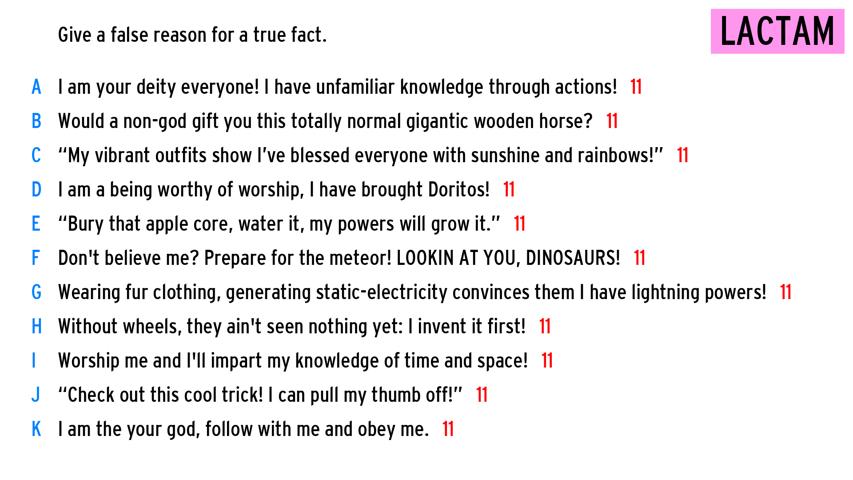 Give a false reason for a true fact.
LACTAM
A I am your deity everyone! I have unfamiliar knowledge through actions! 11
B Would a non-god gift you this totally normal gigantic wooden horse? 11
C “My vibrant outfits show I’ve blessed everyone with sunshine and rainbows!” 11
D I am a being worthy of worship, I have brought Doritos! 11
E “Bury that apple core, water it, my powers will grow it.” 11
F Don't believe me? Prepare for the meteor! LOOKIN AT YOU, DINOSAURS! 11
G Wearing fur clothing, generating static-electricity convinces them I have lightning powers! 11
H Without wheels, they ain't seen nothing yet: I invent it first! 11
I Worship me and I'll impart my knowledge of time and space! 11
J “Check out this cool trick! I can pull my thumb off!” 11
K I am the your god, follow with me and obey me. 11